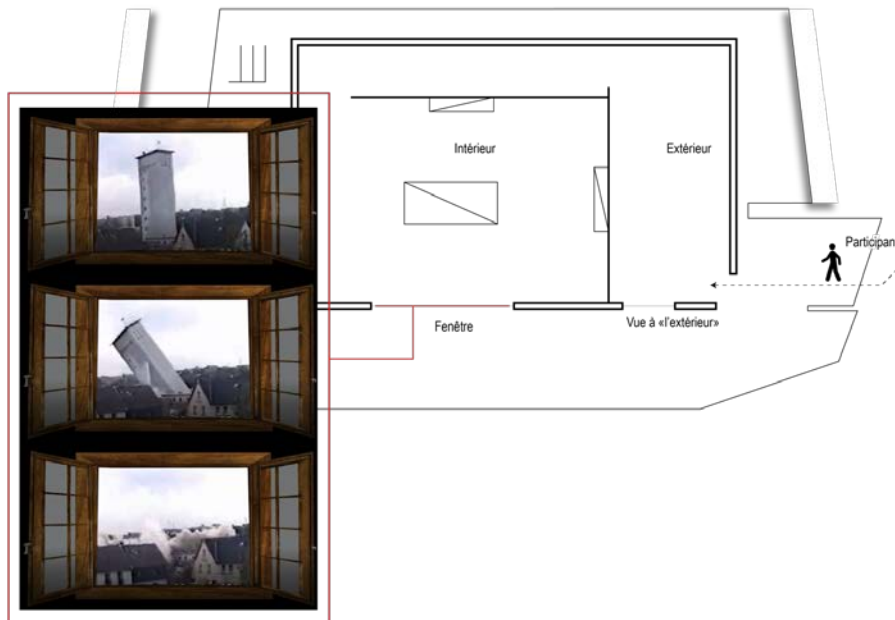 Intérieur
Extérieur
Participan
Fenêtre
Vue à «l'extérieur»